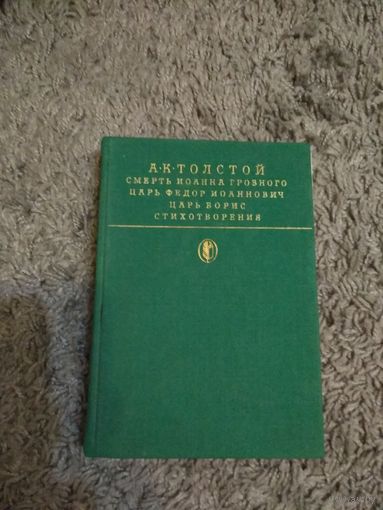 А·К·ТОЛСТОЙ
СМЕРТЬ ИОАННА ГРОЗНОГО
ЦАРЬ ФЕДОР ИОАННОВИЧ
ЦАРЬ БОРИС
СТИХОТВОРЕНИЯ